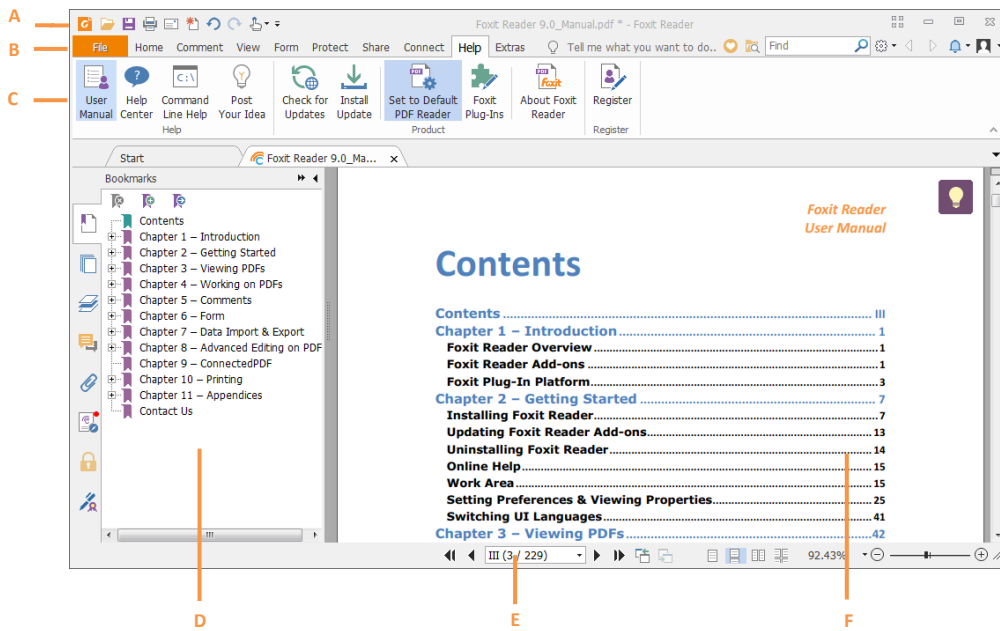 A
Foxit Reader 9.0_Manual.pdf * - Foxit Reader
B
File Home Comment View Form Protect Share Connect Help Extras Tell me what you want to do.. Find
C
C:\
PDF
PDF
Foxit
User Manual
Help Center
Command Line Help
Post Your Idea
Check for Updates
Install Update
Set to Default PDF Reader
Foxit Plug-Ins
About Foxit Reader
Register
Help Product Register
Start Foxit Reader 9.0_Ma... x
Bookmarks
Contents
Chapter 1 – Introduction
Chapter 2 – Getting Started
Chapter 3 – Viewing PDFs
Chapter 4 – Working on PDFs
Chapter 5 – Comments
Chapter 6 – Form
Chapter 7 – Data Import & Export
Chapter 8 – Advanced Editing on PDF
Chapter 9 – ConnectedPDF
Chapter 10 – Printing
Chapter 11 – Appendices
Contact Us
Foxit Reader
User Manual
Contents
Contents ........ III
Chapter 1 – Introduction ........ 1
Foxit Reader Overview ........ 1
Foxit Reader Add-ons ........ 1
Foxit Plug-In Platform ........ 3
Chapter 2 – Getting Started ........ 7
Installing Foxit Reader ........ 7
Updating Foxit Reader Add-ons ........ 13
Uninstalling Foxit Reader ........ 14
Online Help ........ 15
Work Area ........ 15
Setting Preferences & Viewing Properties ........ 25
Switching UI Languages ........ 41
Chapter 3 – Viewing PDFs ........ 42
III (3 / 229) 92.43%
D E F